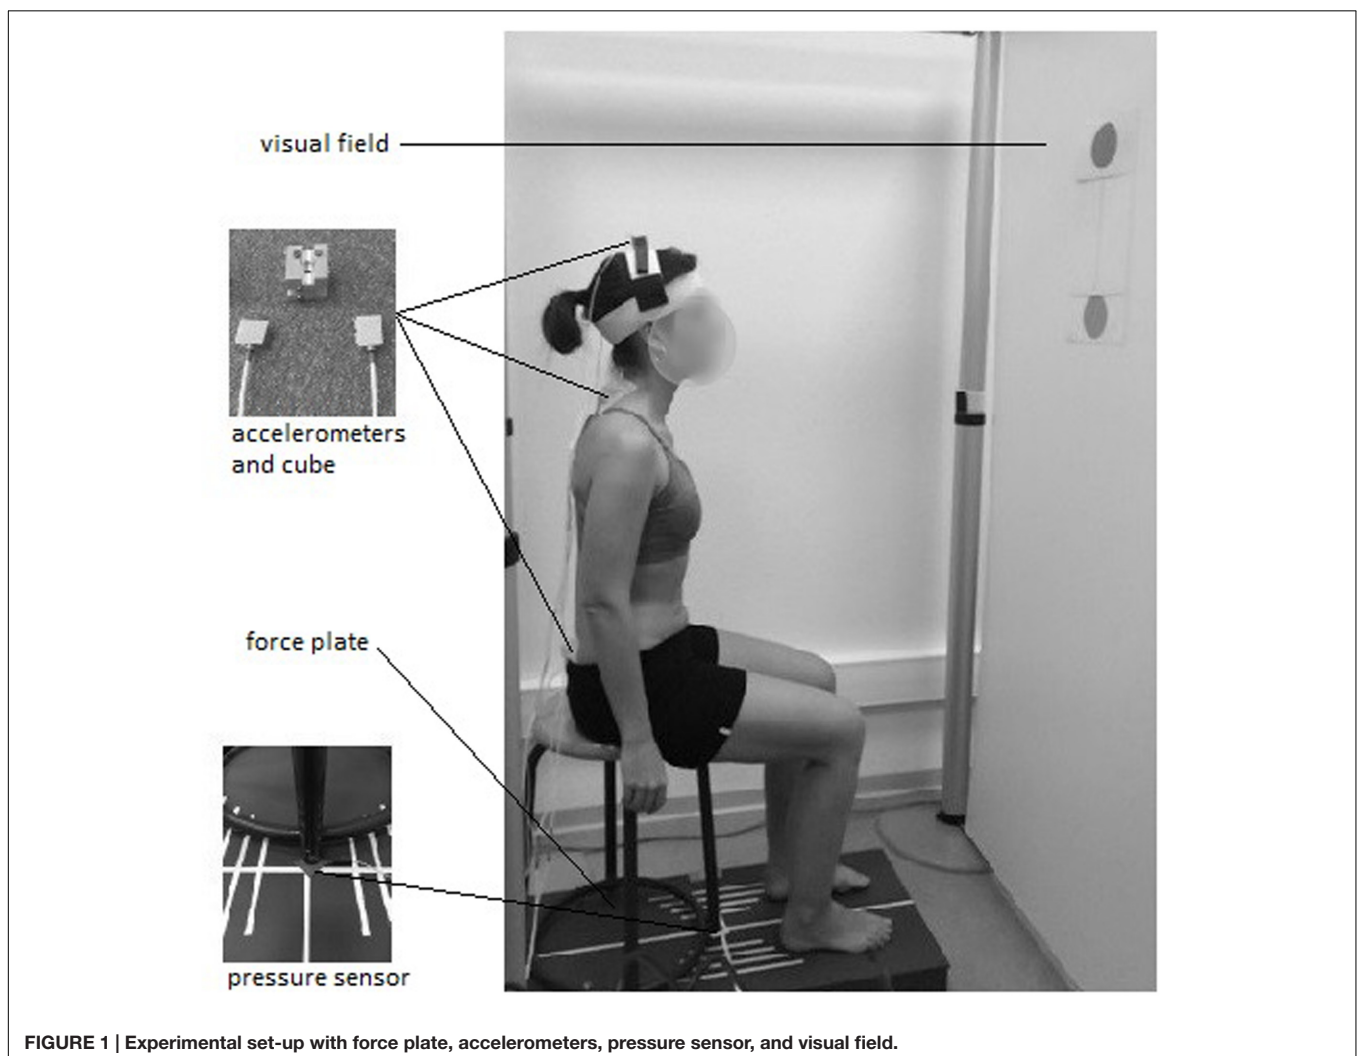 visual field
accelerometers
and cube
force plate
pressure sensor
FIGURE 1 | Experimental set-up with force plate, accelerometers, pressure sensor, and visual field.